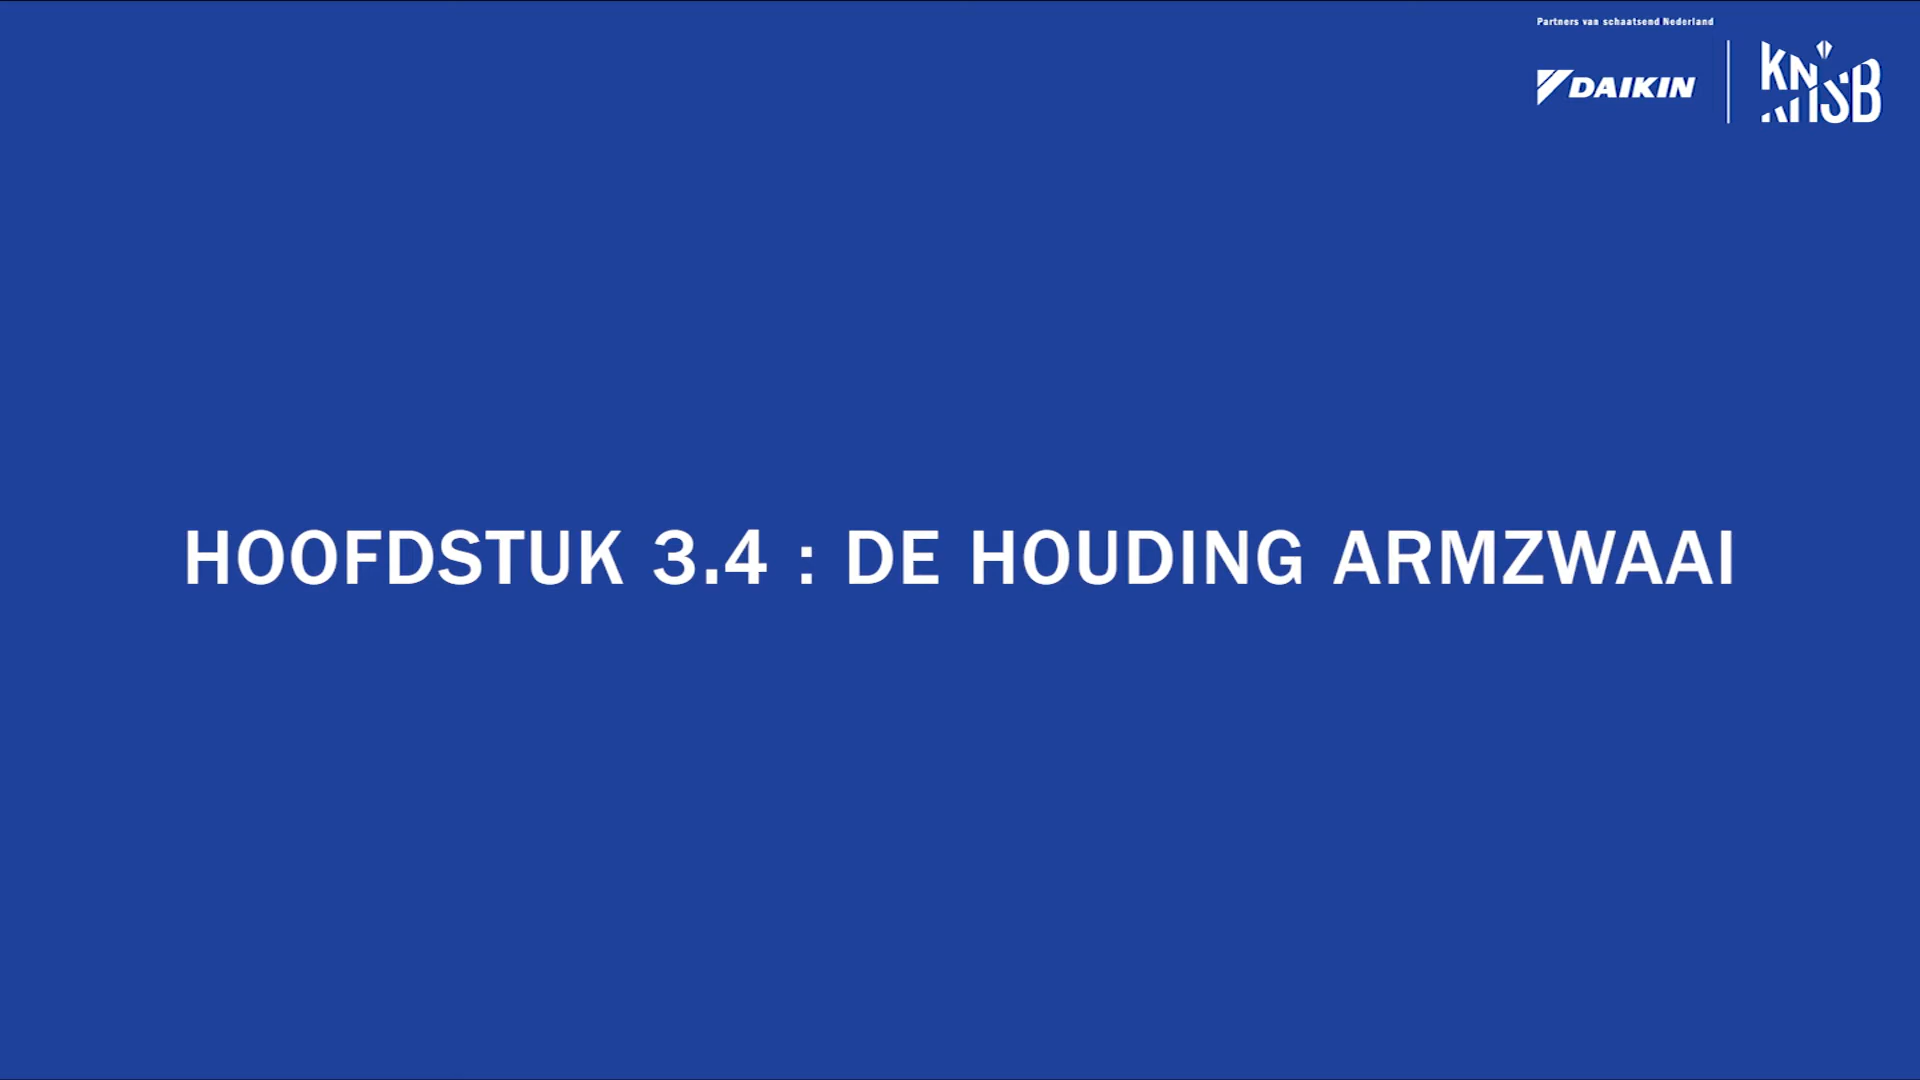 Partners van schaatsend Nederland
DAIKIN
KNSB
HOOFDSTUK 3.4 : DE HOUDING ARMZWAAI